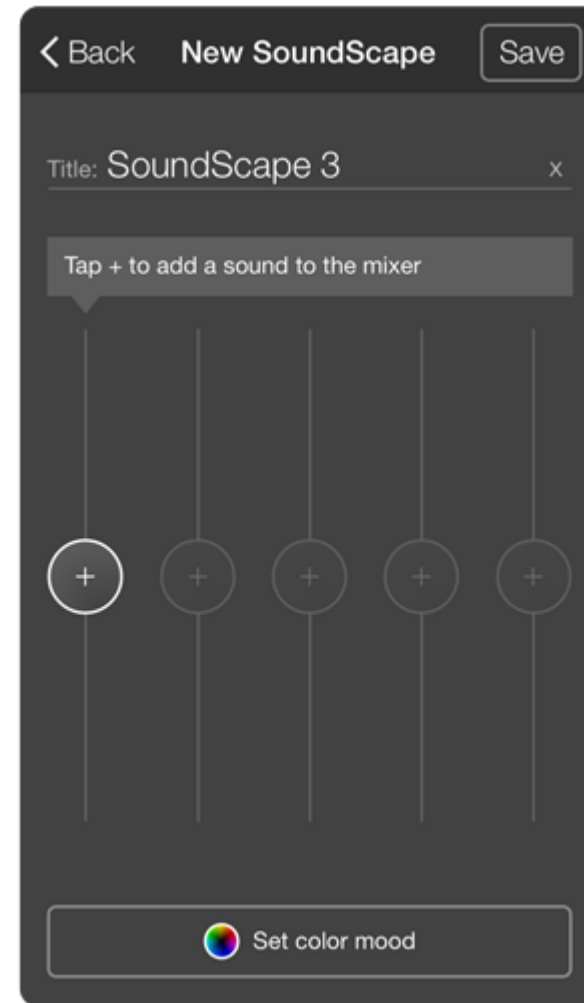 Back New SoundScape Save
Title: SoundScape 3 x
Tap + to add a sound to the mixer
+ + + + +
Set color mood